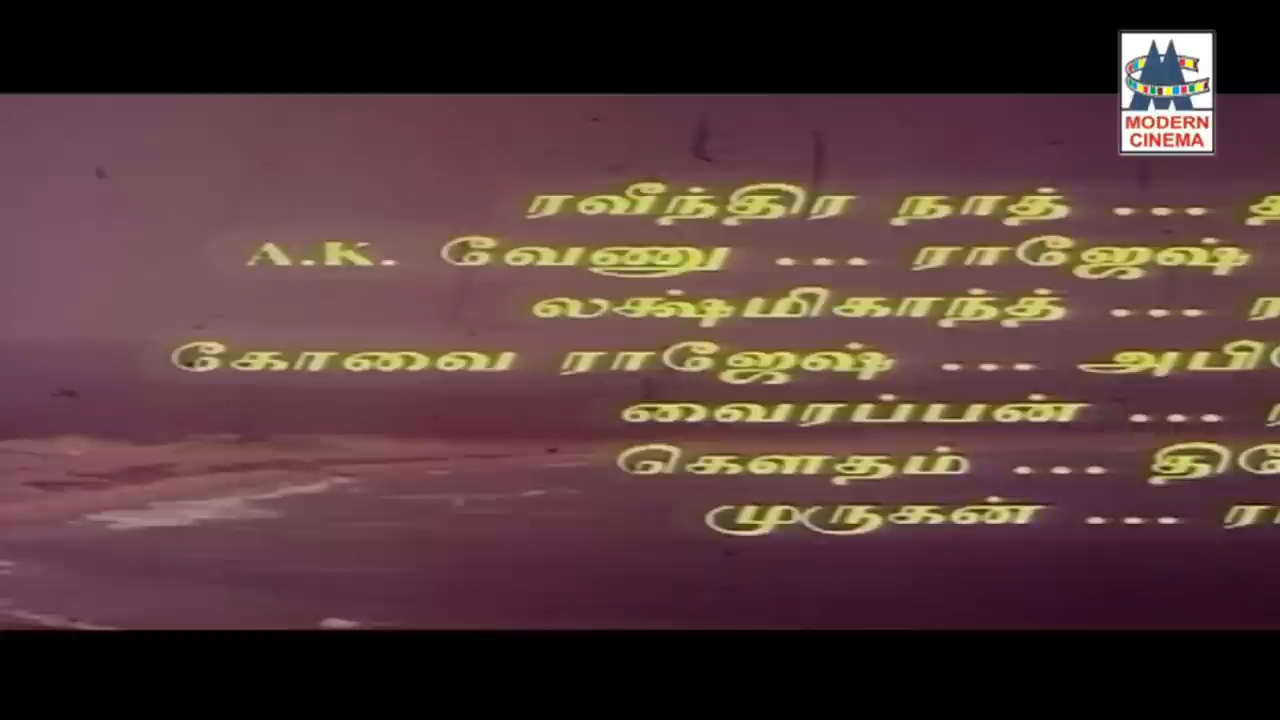 MODERN
CINEMA
ரவீந்திர நாத் ...
A.K. வேணு ... ராஜேஷ்
லக்ஷ்மிகாந்த் ...
கோவை ராஜேஷ் ...
வைரப்பன் ...
கௌதம் ...
முருகன் ...